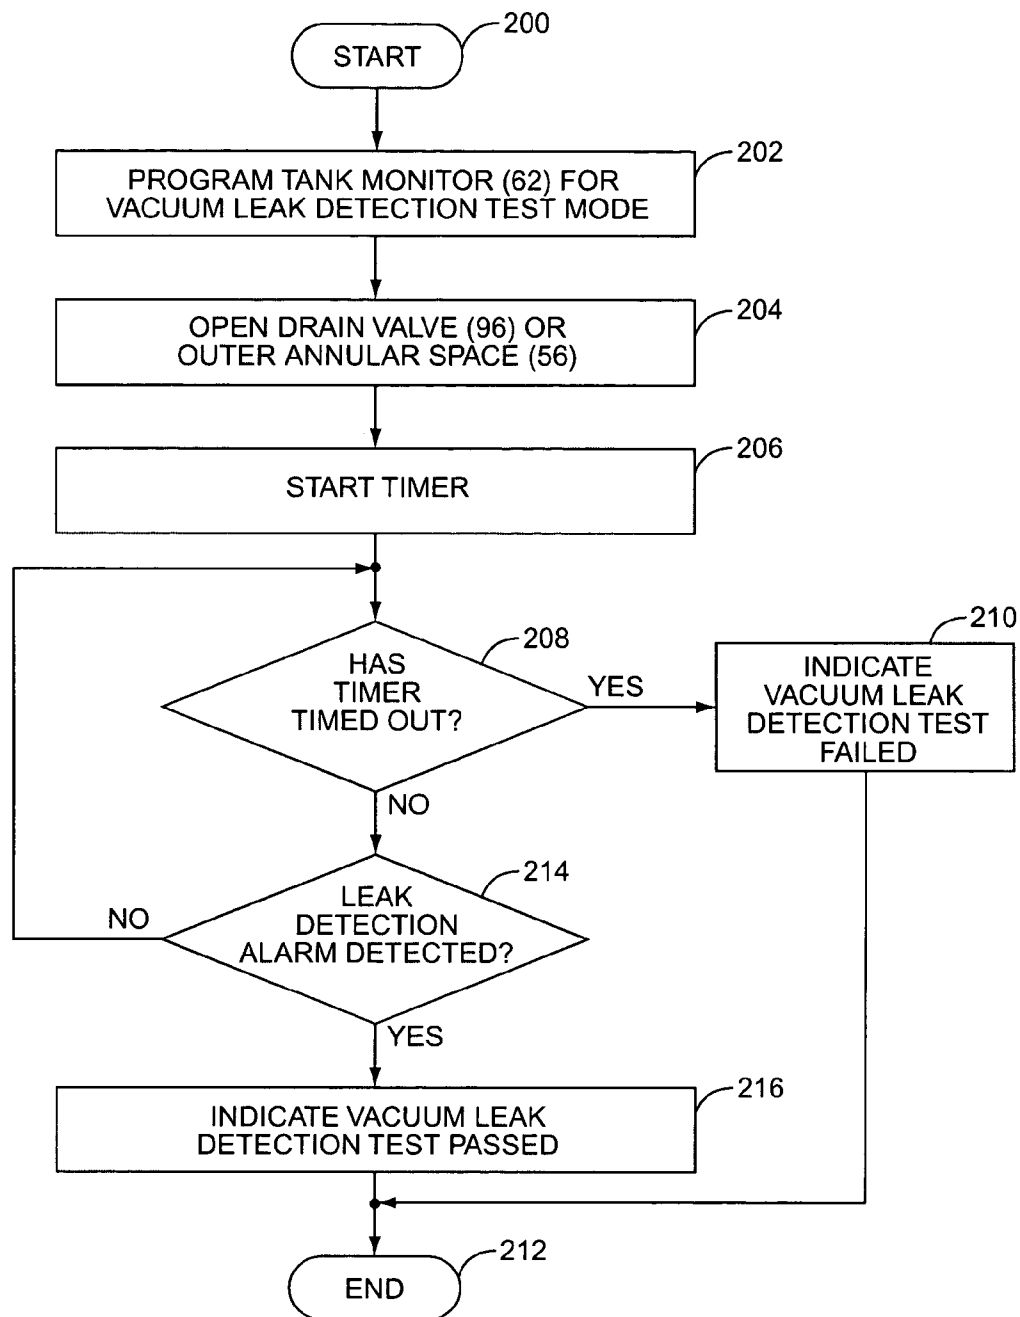 200
START
202
PROGRAM TANK MONITOR (62) FOR
VACUUM LEAK DETECTION TEST MODE
204
OPEN DRAIN VALVE (96) OR
OUTER ANNULAR SPACE (56)
206
START TIMER
208
HAS
TIMER
TIMED OUT?
YES
210
INDICATE
VACUUM LEAK
DETECTION TEST
FAILED
NO
214
LEAK
DETECTION
ALARM DETECTED?
NO
YES
216
INDICATE VACUUM LEAK
DETECTION TEST PASSED
212
END